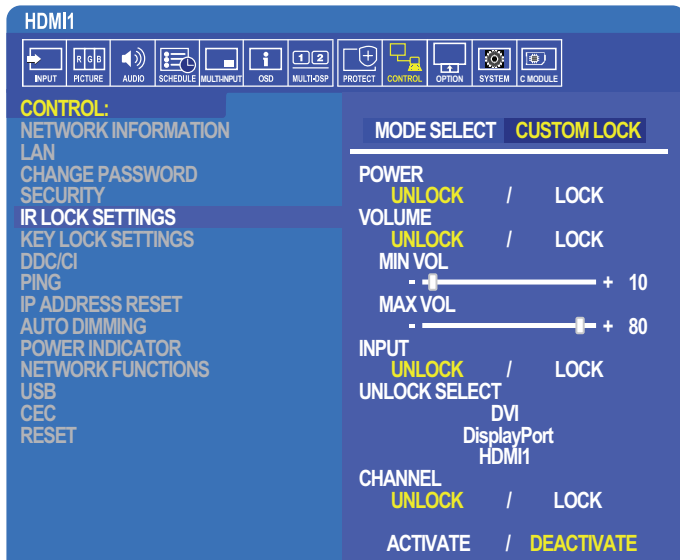 HDMI1
INPUT RGB PICTURE AUDIO SCHEDULE MULTI-INPUT OSD 1 2 MULTI-DSP PROTECT CONTROL OPTION SYSTEM C MODULE
CONTROL:
NETWORK INFORMATION
LAN
CHANGE PASSWORD
SECURITY
IR LOCK SETTINGS
KEY LOCK SETTINGS
DDC/CI
PING
IP ADDRESS RESET
AUTO DIMMING
POWER INDICATOR
NETWORK FUNCTIONS
USB
CEC
RESET
MODE SELECT CUSTOM LOCK
POWER
UNLOCK / LOCK
VOLUME
UNLOCK / LOCK
MIN VOL
- + 10
MAX VOL
- + 80
INPUT
UNLOCK / LOCK
UNLOCK SELECT
DVI
DisplayPort
HDMI1
CHANNEL
UNLOCK / LOCK
ACTIVATE / DEACTIVATE